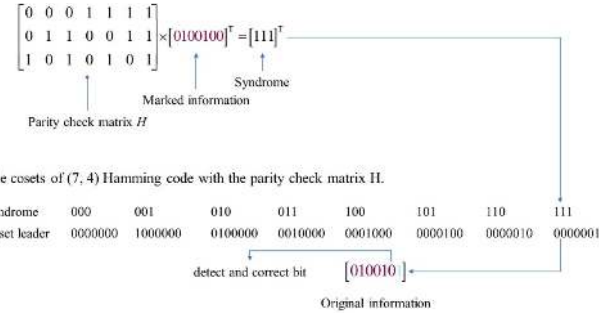 0 0 0 1 1 1 1
0 1 1 0 0 1 1 ×[0100100]ᵀ =[111]ᵀ
1 0 1 0 1 0 1
Syndrome
Marked information
Parity check matrix H
e cosets of (7, 4) Hamming code with the parity check matrix H.
ndrome 000 001 010 011 100 101 110 111
set leader 0000000 1000000 0100000 0010000 0001000 0000100 0000010 0000001
detect and correct bit [010010 ]
Original information